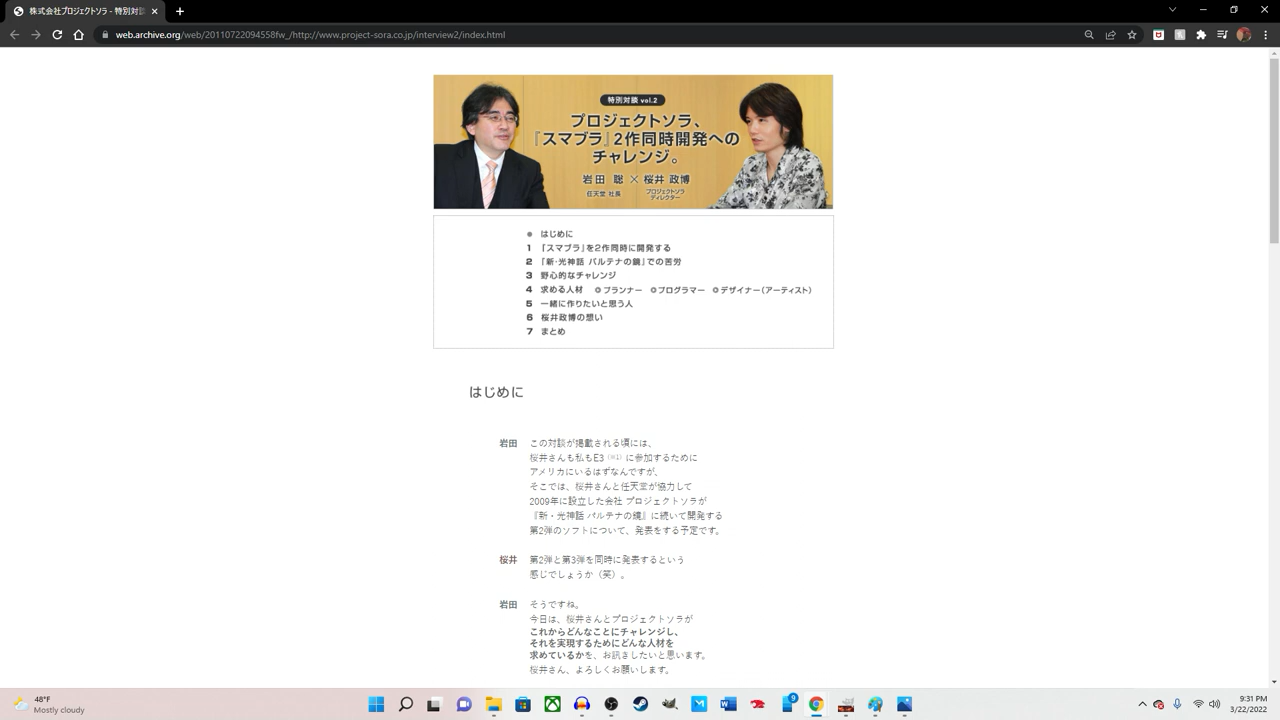 株式会社プロジェクトソラ - 特別対談
web.archive.org/web/20110722094558fw_/http://www.project-sora.co.jp/interview2/index.html
特別対談 vol.2
プロジェクトソラ、
『スマブラ』2作同時開発への
チャレンジ。
岩田 聡 × 桜井 政博
任天堂 社長 プロジェクトソラ
ディレクター
● はじめに
1 『スマブラ』を2作同時に開発する
2 『新・光神話 パルテナの鏡』での苦労
3 野心的なチャレンジ
4 求める人材 プランナー プログラマー デザイナー(アーティスト)
5 一緒に作りたいと思う人
6 桜井政博の想い
7 まとめ
はじめに
岩田 この対談が掲載される頃には、
桜井さんも私もE3（※1）に参加するために
アメリカにいるはずなんですが、
そこでは、桜井さんと任天堂が協力して
2009年に設立した会社 プロジェクトソラが
『新・光神話 パルテナの鏡』に続いて開発する
第2弾のソフトについて、発表をする予定です。
桜井 第2弾と第3弾を同時に発表するという
感じでしょうか（笑）。
岩田 そうですね。
今日は、桜井さんとプロジェクトソラが
これからどんなことにチャレンジし、
それを実現するためにどんな人材を
求めているかを、お訊きしたいと思います。
桜井さん、よろしくお願いします。
48°F
Mostly cloudy
9
9:31 PM
3/22/2022